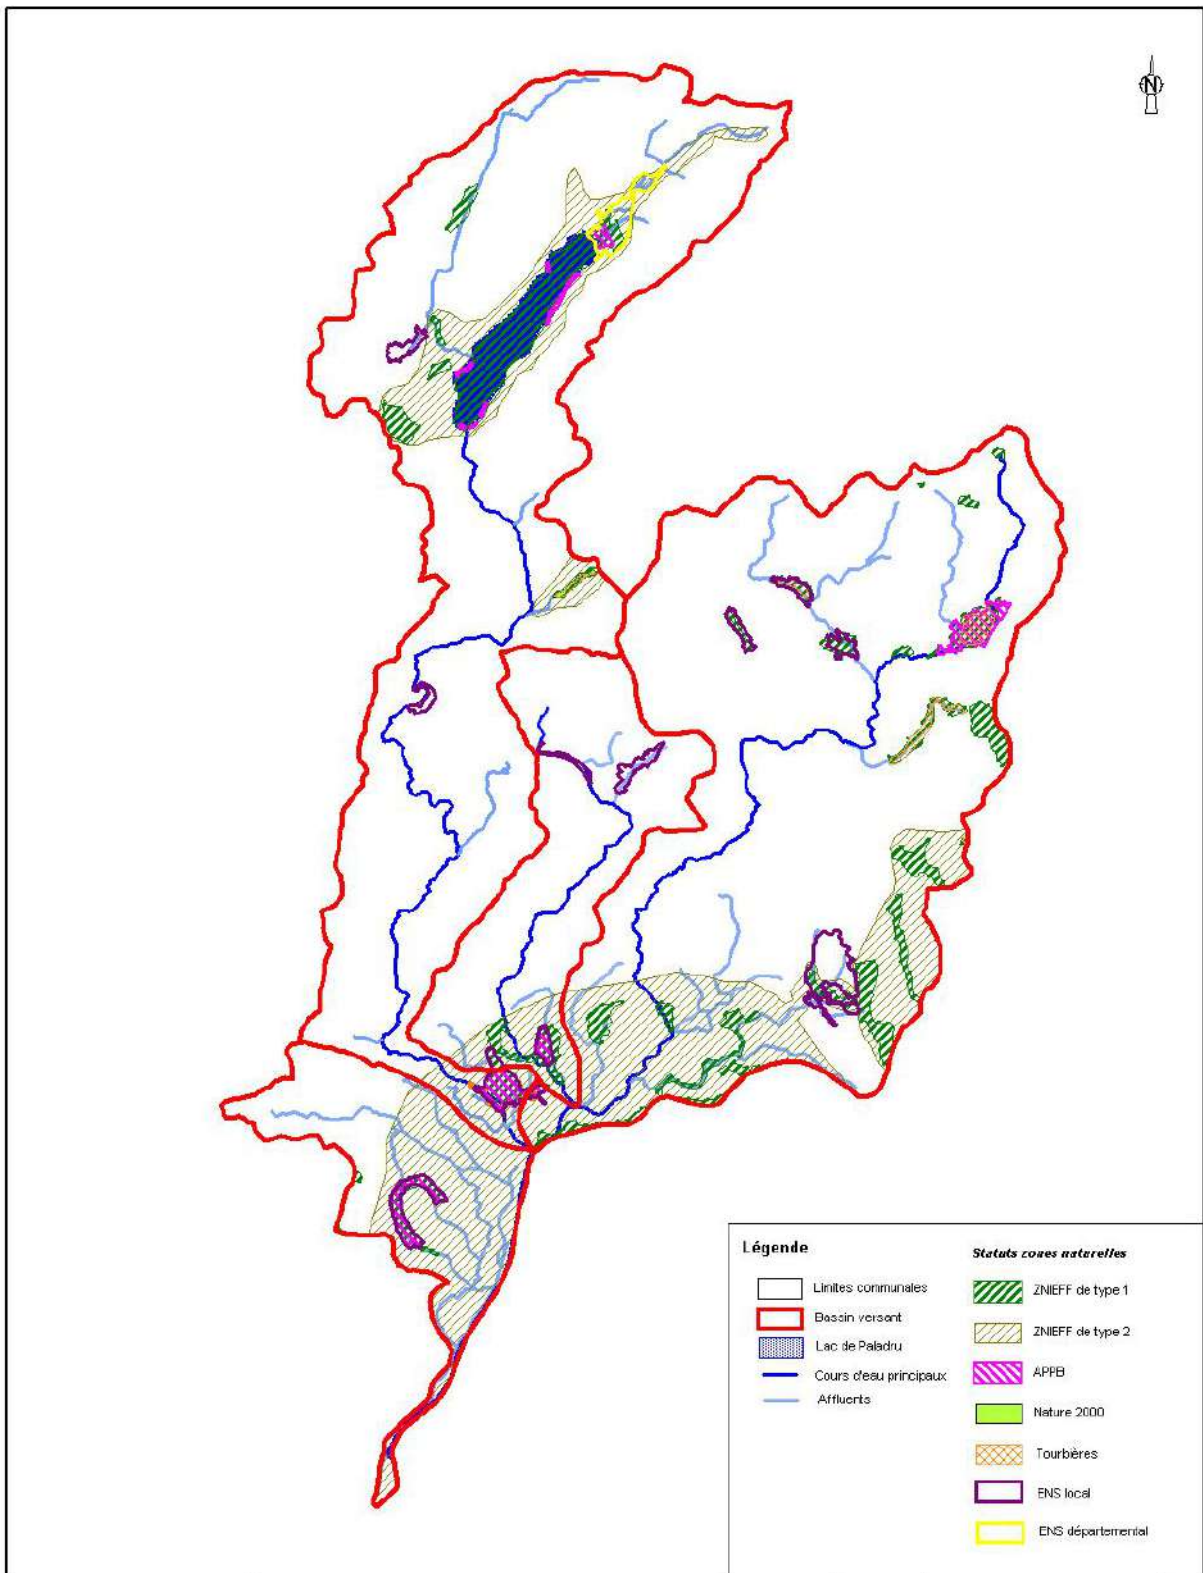 N
Légende
Limites communales
Bassin versant
Lac de Paladru
Cours d'eau principaux
Affluents
Statuts zones naturelles
ZNIEFF de type 1
ZNIEFF de type 2
APPB
Nature 2000
Tourbières
ENS local
ENS départemental